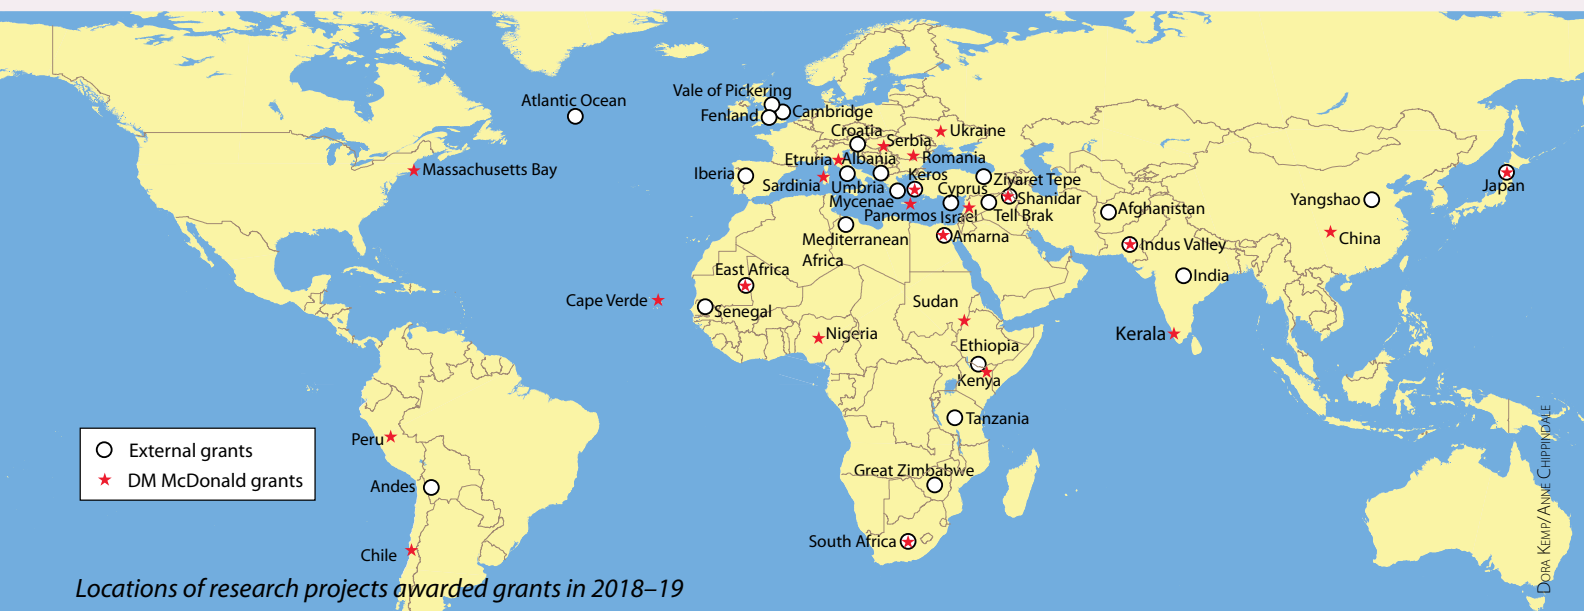 Atlantic Ocean
Vale of Pickering
Fenland
Cambridge
Croatia
Serbia
Ukraine
Etruria
Albania
Romania
Massachusetts Bay
Iberia
Sardinia
Umbria
Keros
Cyprus
Ziyaret Tepe
Shanidar
Mycenae
Panormos
Israel
Tell Brak
Japan
Yangshao
Afghanistan
Mediterranean
Africa
Amarna
Indus Valley
China
East Africa
India
Cape Verde
Senegal
Sudan
Nigeria
Kerala
Ethiopia
Kenya
Tanzania
Peru
External grants
DM McDonald grants
Andes
Great Zimbabwe
South Africa
Chile
Locations of research projects awarded grants in 2018–19
Dora Kemp/Anne Chippindale